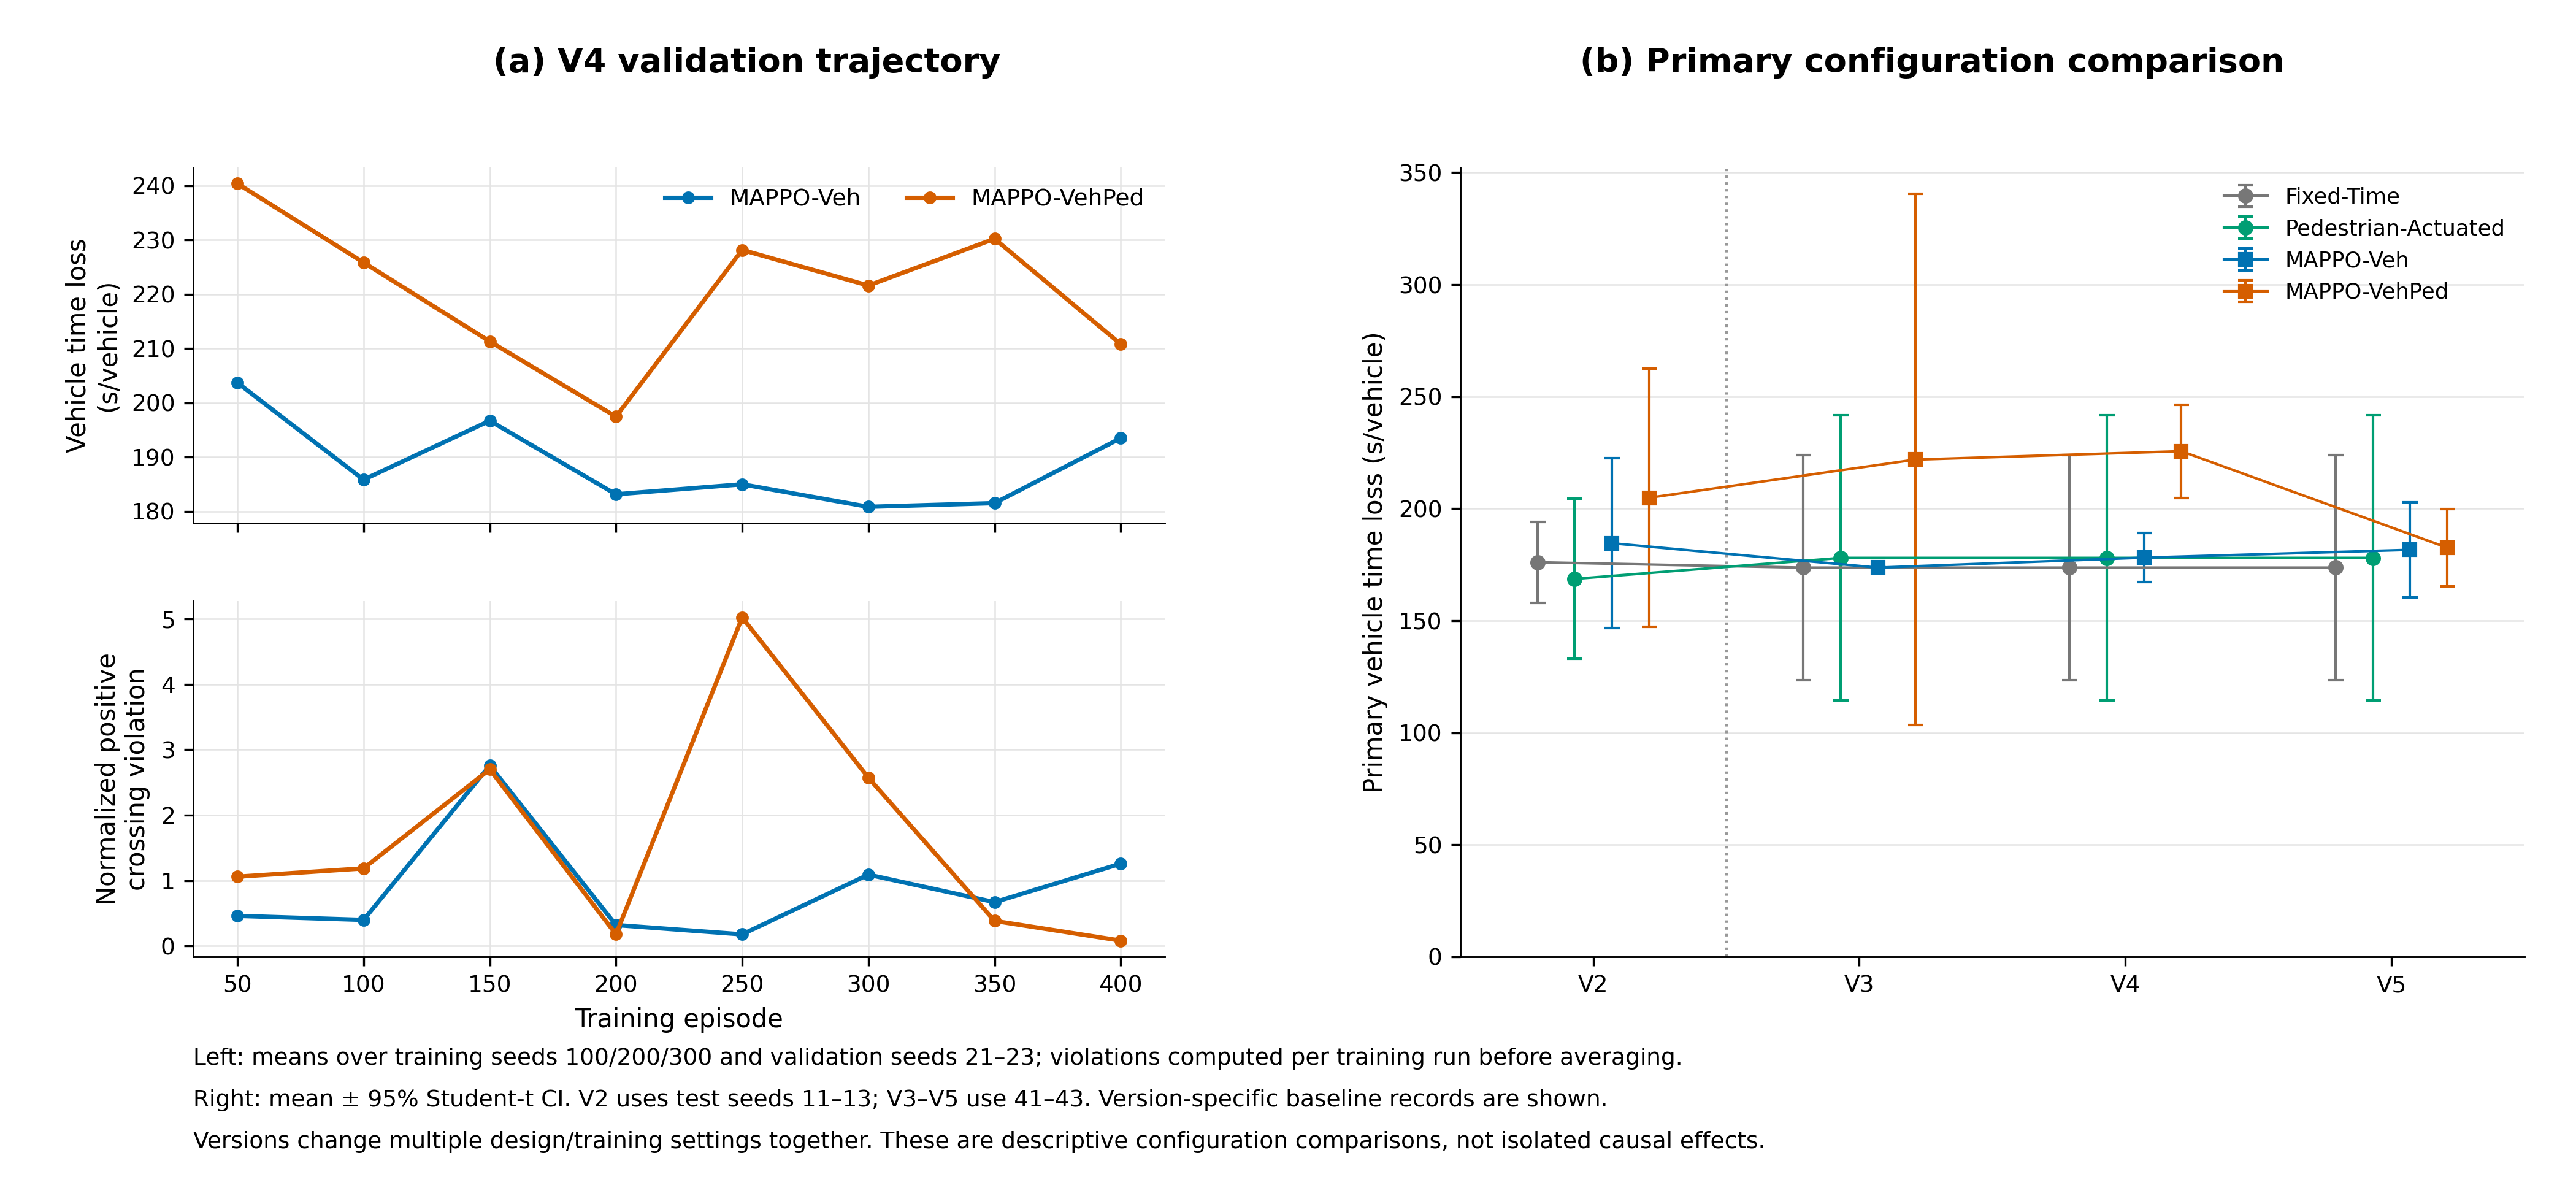 (a) V4 validation trajectory
Vehicle time loss
(s/vehicle)
240
230
220
210
200
190
180
MAPPO-Veh
MAPPO-VehPed
Normalized positive
crossing violation
5
4
3
2
1
0
50
100
150
200
250
300
350
400
Training episode
(b) Primary configuration comparison
Primary vehicle time loss (s/vehicle)
350
300
250
200
150
100
50
0
Fixed-Time
Pedestrian-Actuated
MAPPO-Veh
MAPPO-VehPed
V2
V3
V4
V5
Left: means over training seeds 100/200/300 and validation seeds 21–23; violations computed per training run before averaging.
Right: mean ± 95% Student-t CI. V2 uses test seeds 11–13; V3–V5 use 41–43. Version-specific baseline records are shown.
Versions change multiple design/training settings together. These are descriptive configuration comparisons, not isolated causal effects.